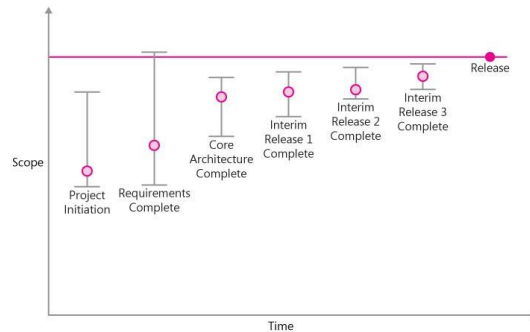 Release
Interim
Release 3
Complete
Interim
Release 2
Complete
Interim
Release 1
Complete
Core
Architecture
Complete
Scope
Project
Initiation
Requirements
Complete
Time